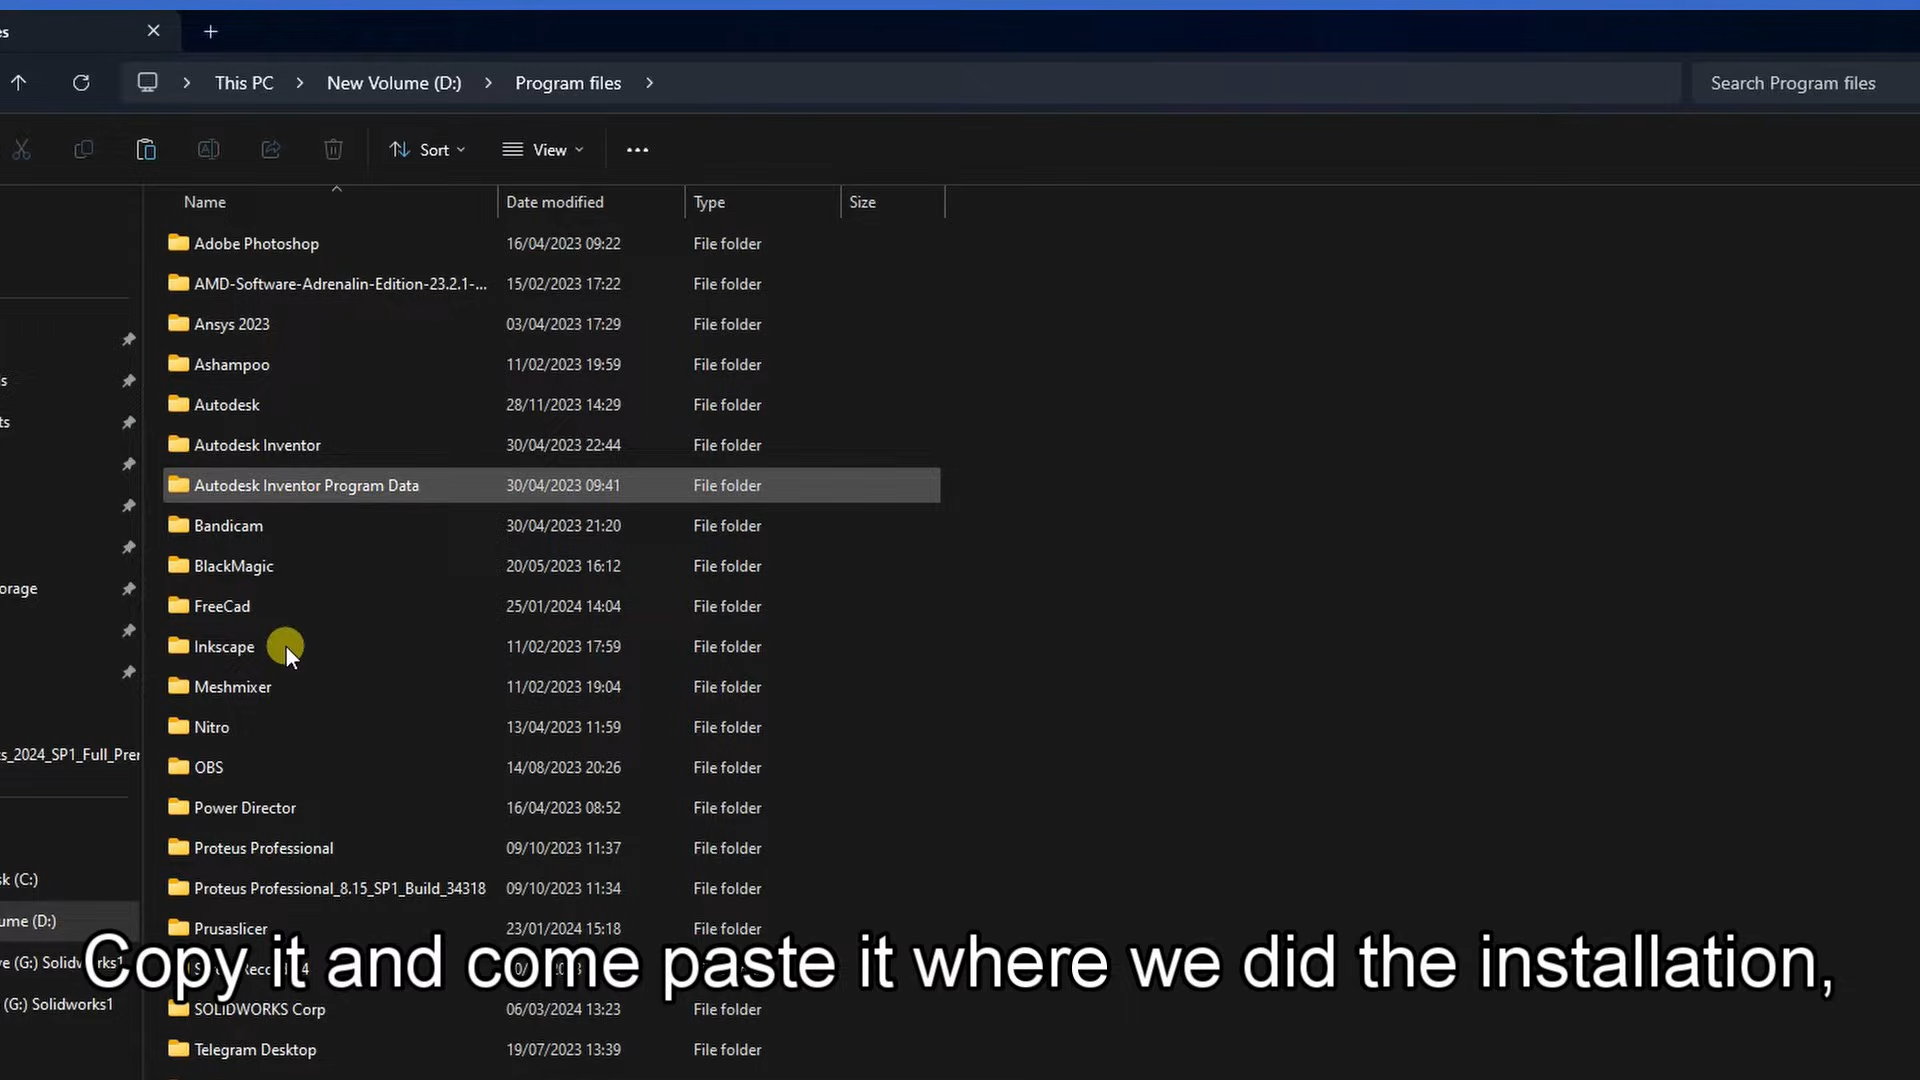 es
This PC > New Volume (D:) > Program files >
Search Program files
Sort
View
Name Date modified Type Size
Adobe Photoshop 16/04/2023 09:22 File folder
AMD-Software-Adrenalin-Edition-23.2.1-... 15/02/2023 17:22 File folder
Ansys 2023 03/04/2023 17:29 File folder
Ashampoo 11/02/2023 19:59 File folder
s
Autodesk 28/11/2023 14:29 File folder
ts
Autodesk Inventor 30/04/2023 22:44 File folder
Autodesk Inventor Program Data 30/04/2023 09:41 File folder
Bandicam 30/04/2023 21:20 File folder
BlackMagic 20/05/2023 16:12 File folder
orage
FreeCad 25/01/2024 14:04 File folder
Inkscape 11/02/2023 17:59 File folder
Meshmixer 11/02/2023 19:04 File folder
Nitro 13/04/2023 11:59 File folder
s_2024_SP1_Full_Prer
OBS 14/08/2023 20:26 File folder
Power Director 16/04/2023 08:52 File folder
Proteus Professional 09/10/2023 11:37 File folder
sk (C:)
Proteus Professional_8.15_SP1_Build_34318 09/10/2023 11:34 File folder
ume (D:)
Prusaslicer 23/01/2024 15:18 File folder
Copy it and come paste it where we did the installation,
(G:) Solidworks1
SOLIDWORKS Corp 06/03/2024 13:23 File folder
Telegram Desktop 19/07/2023 13:39 File folder